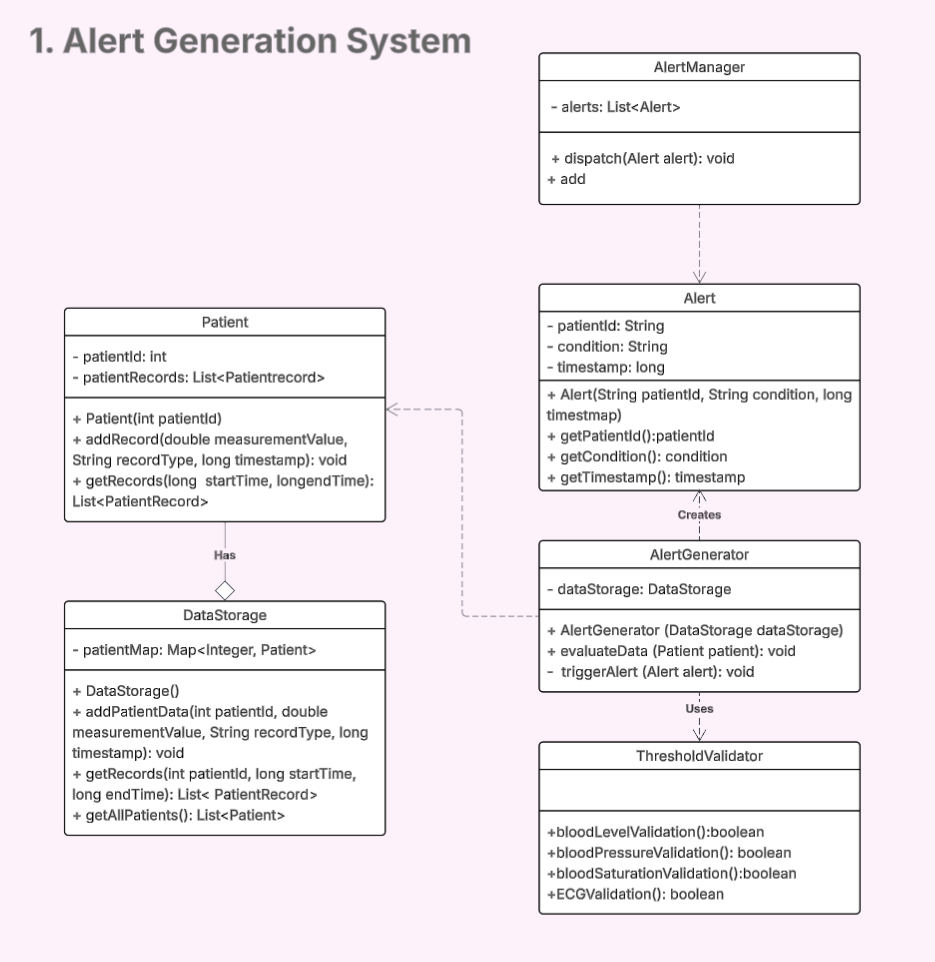 1. Alert Generation System
AlertManager
- alerts: List<Alert>
+ dispatch(Alert alert): void
+ add
Alert
- patientId: String
- condition: String
- timestamp: long
+ Alert(String patientId, String condition, long
timestmap)
+ getPatientId():patientId
+ getCondition(): condition
+ getTimestamp(): timestamp
Creates
AlertGenerator
- dataStorage: DataStorage
+ AlertGenerator (DataStorage dataStorage)
+ evaluateData (Patient patient): void
- triggerAlert (Alert alert): void
Uses
ThresholdValidator
+bloodLevelValidation():boolean
+bloodPressureValidation(): boolean
+bloodSaturationValidation():boolean
+ECGValidation(): boolean
Patient
- patientId: int
- patientRecords: List<Patientrecord>
+ Patient(int patientId)
+ addRecord(double measurementValue,
String recordType, long timestamp): void
+ getRecords(long startTime, longendTime):
List<PatientRecord>
Has
DataStorage
- patientMap: Map<Integer, Patient>
+ DataStorage()
+ addPatientData(int patientId, double
measurementValue, String recordType, long
timestamp): void
+ getRecords(int patientId, long startTime,
long endTime): List< PatientRecord>
+ getAllPatients(): List<Patient>